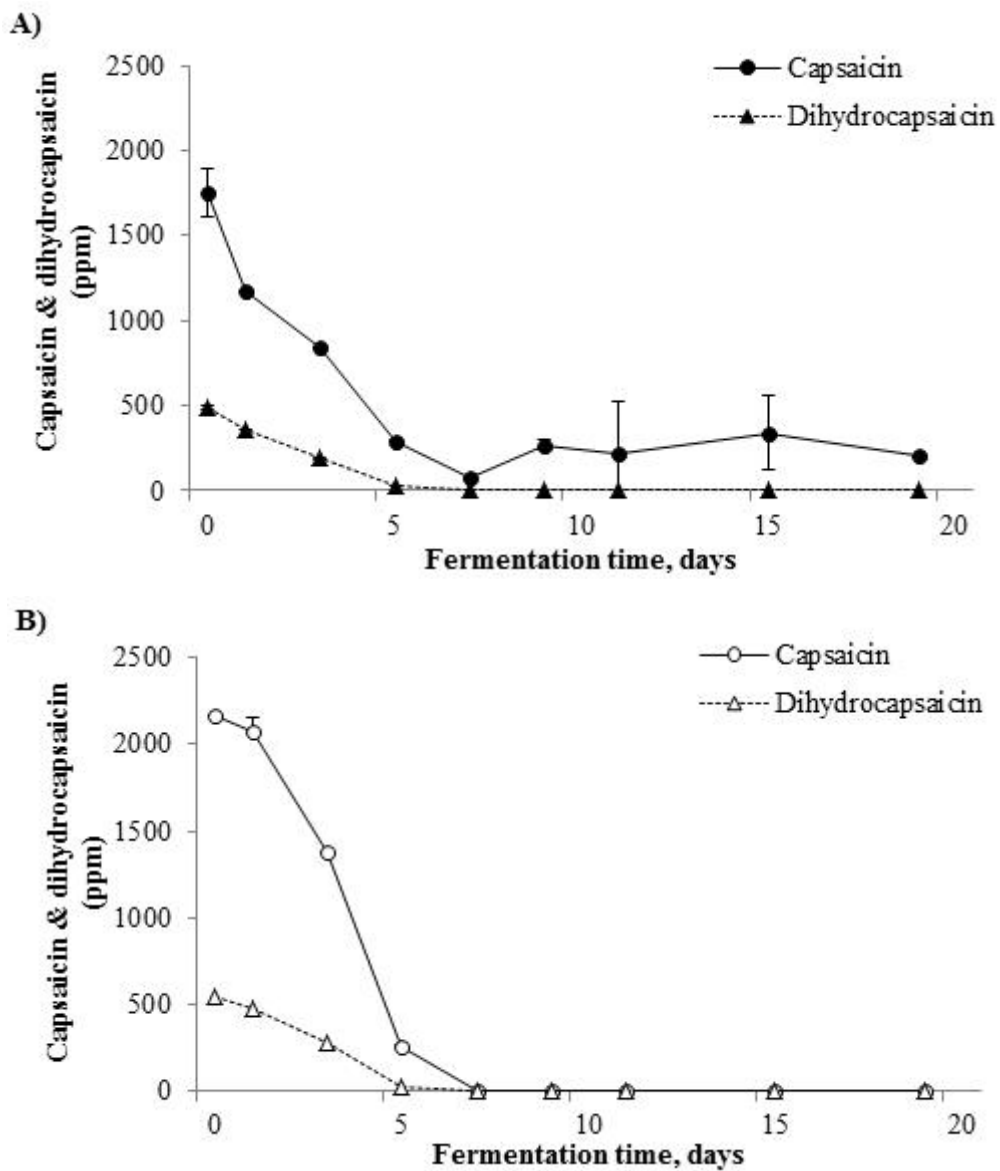 A)
Capsaicin & dihydrocapsaicin
(ppm)
2500
2000
1500
1000
500
0
Capsaicin
Dihydrocapsaicin
0 5 10 15 20
Fermentation time, days
B)
Capsaicin & dihydrocapsaicin
(ppm)
2500
2000
1500
1000
500
0
Capsaicin
Dihydrocapsaicin
0 5 10 15 20
Fermentation time, days